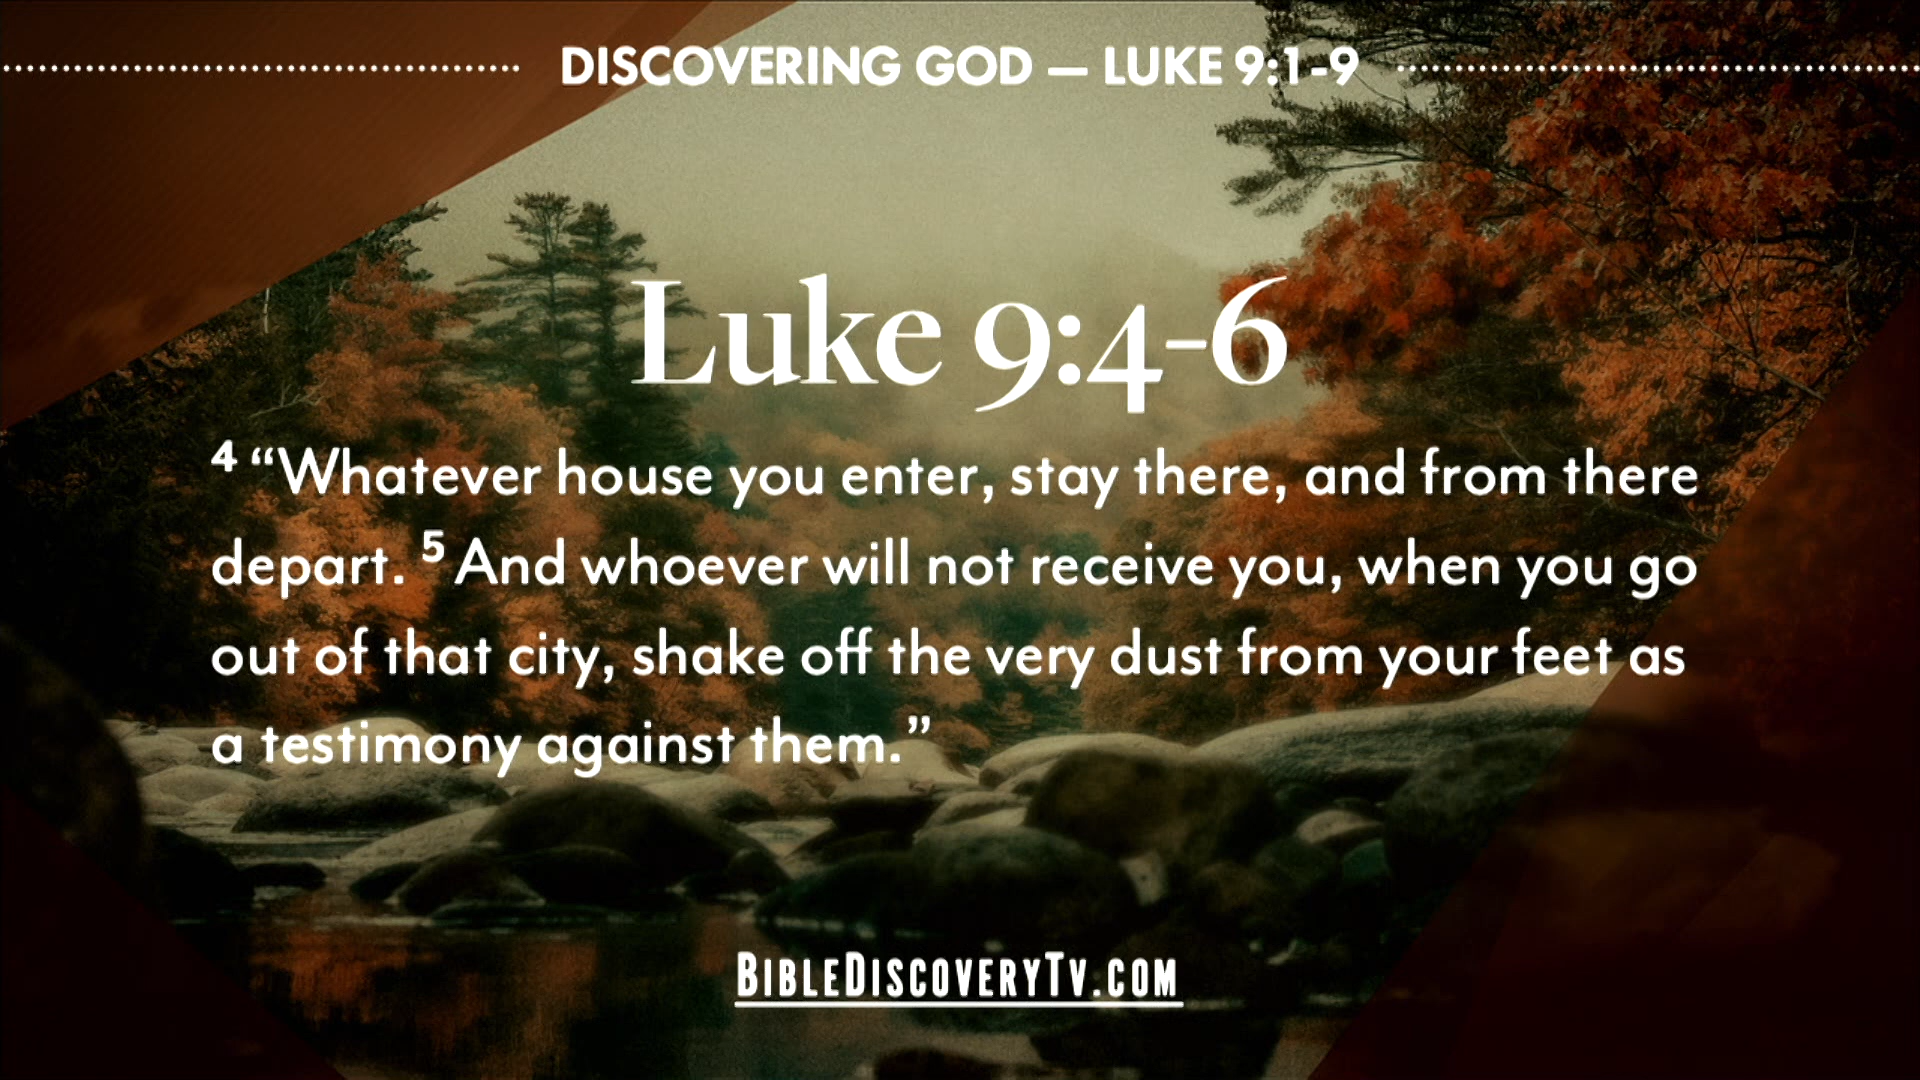 DISCOVERING GOD — LUKE 9:1-9
Luke 9:4-6
4 “Whatever house you enter, stay there, and from there
depart. 5 And whoever will not receive you, when you go
out of that city, shake off the very dust from your feet as
a testimony against them.”
BIBLEDISCOVERYTV.COM